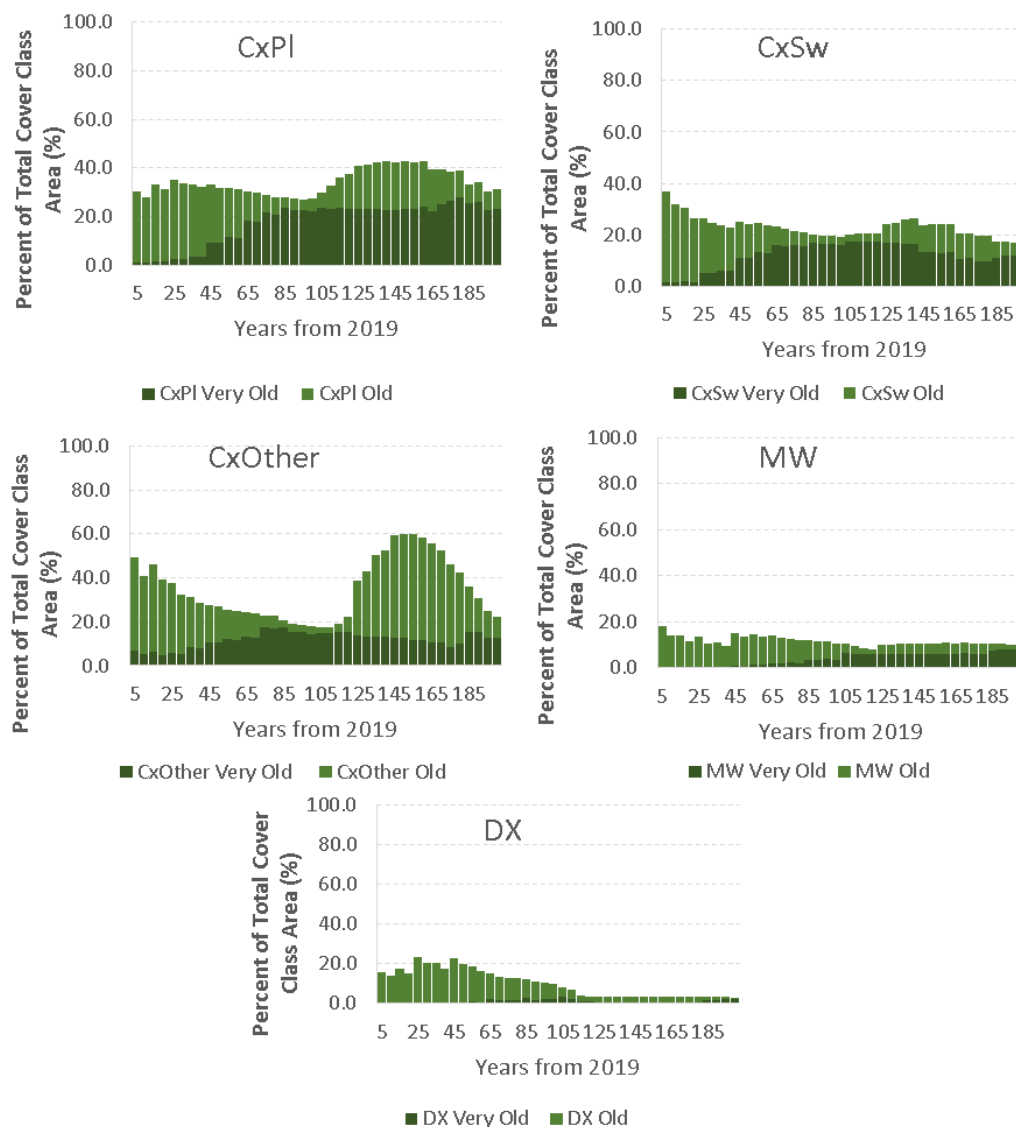 CxPl
Percent of Total Cover Class
Area (%)
100.0
80.0
60.0
40.0
20.0
0.0
5 25 45 65 85 105 125 145 165 185
Years from 2019
CxPl Very Old CxPl Old
CxSw
Percent of Total Cover Class
Area (%)
100.0
80.0
60.0
40.0
20.0
0.0
5 25 45 65 85 105 125 145 165 185
Years from 2019
CxSw Very Old CxSw Old
CxOther
Percent of Total Cover Class
Area (%)
100.0
80.0
60.0
40.0
20.0
0.0
5 25 45 65 85 105 125 145 165 185
Years from 2019
CxOther Very Old CxOther Old
MW
Percent of Total Cover Class
Area (%)
100.0
80.0
60.0
40.0
20.0
0.0
5 25 45 65 85 105 125 145 165 185
Years from 2019
MW Very Old MW Old
DX
Percent of Total Cover
Class Area (%)
100.0
80.0
60.0
40.0
20.0
0.0
5 25 45 65 85 105 125 145 165 185
Years from 2019
DX Very Old DX Old